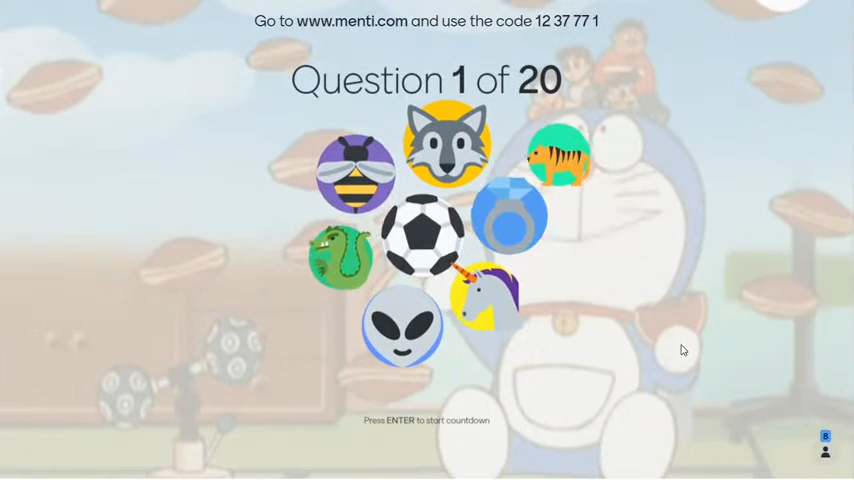 Go to www.menti.com and use the code 12 37 77 1
Question 1 of 20
Press ENTER to start countdown
8